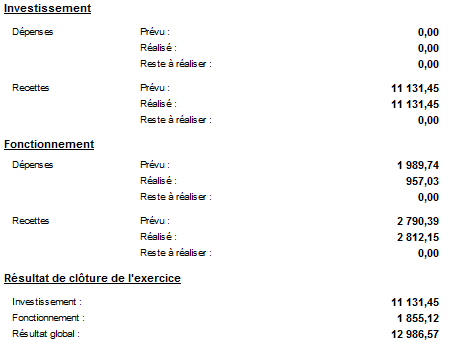 Investissement
Dépenses Prévu : 0,00
Réalisé : 0,00
Reste à réaliser : 0,00
Recettes Prévu : 11 131,45
Réalisé : 11 131,45
Reste à réaliser : 0,00
Fonctionnement
Dépenses Prévu : 1 989,74
Réalisé : 957,03
Reste à réaliser : 0,00
Recettes Prévu : 2 790,39
Réalisé : 2 812,15
Reste à réaliser : 0,00
Résultat de clôture de l'exercice
Investissement : 11 131,45
Fonctionnement : 1 855,12
Résultat global : 12 986,57